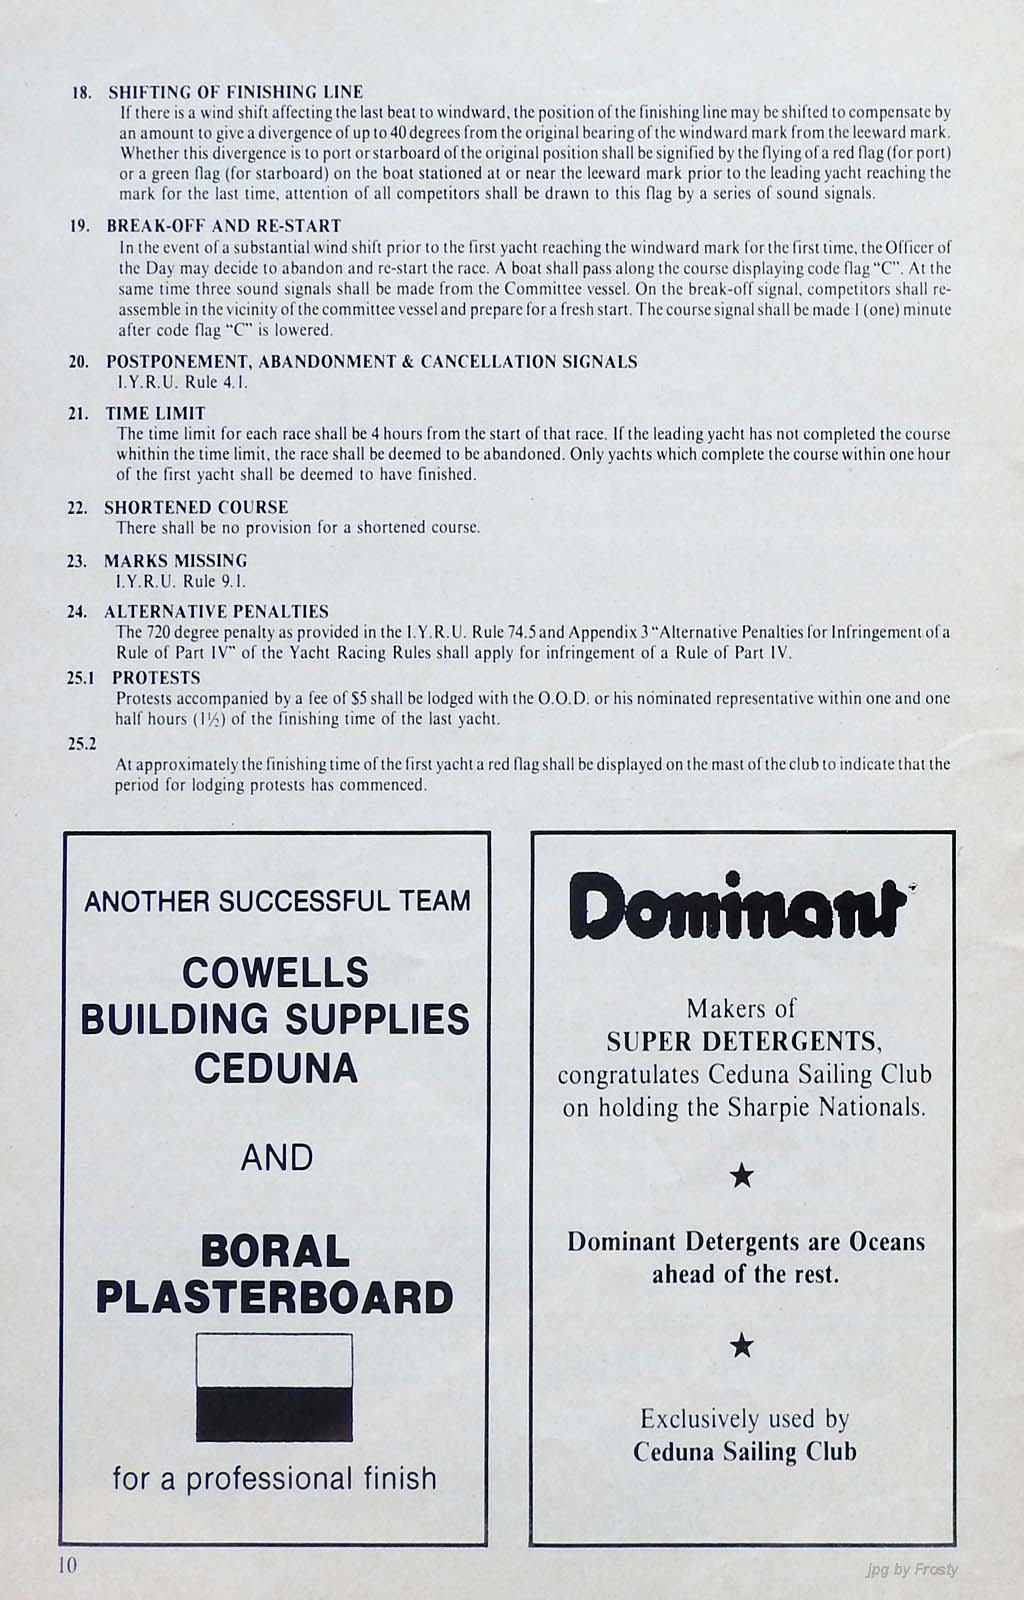 18. SHIFTING OF FINISHING LINE
If there is a wind shift affecting the last beat to windward, the position of the finishing line may be shifted to compensate by
an amount to give a divergence of up to 40 degrees from the original bearing of the windward mark from the leeward mark.
Whether this divergence is to port or starboard of the original position shall be signified by the flying of a red flag (for port)
or a green flag (for starboard) on the boat stationed at or near the leeward mark prior to the leading yacht reaching the
mark for the last time, attention of all competitors shall be drawn to this flag by a series of sound signals.
19. BREAK-OFF AND RE-START
In the event of a substantial wind shift prior to the first yacht reaching the windward mark for the first time, the Officer of
the Day may decide to abandon and re-start the race. A boat shall pass along the course displaying code flag "C". At the
same time three sound signals shall be made from the Committee vessel. On the break-off signal, competitors shall re-
assemble in the vicinity of the committee vessel and prepare for a fresh start. The course signal shall be made 1 (one) minute
after code flag "C" is lowered.
20. POSTPONEMENT, ABANDONMENT & CANCELLATION SIGNALS
I.Y.R.U. Rule 4.1.
21. TIME LIMIT
The time limit for each race shall be 4 hours from the start of that race. If the leading yacht has not completed the course
whithin the time limit, the race shall be deemed to be abandoned. Only yachts which complete the course within one hour
of the first yacht shall be deemed to have finished.
22. SHORTENED COURSE
There shall be no provision for a shortened course.
23. MARKS MISSING
I.Y.R.U. Rule 9.1.
24. ALTERNATIVE PENALTIES
The 720 degree penalty as provided in the I.Y.R.U. Rule 74.5 and Appendix 3 "Alternative Penalties for Infringement of a
Rule of Part IV" of the Yacht Racing Rules shall apply for infringement of a Rule of Part IV.
25.1 PROTESTS
Protests accompanied by a fee of $5 shall be lodged with the O.O.D. or his nominated representative within one and one
half hours (1½) of the finishing time of the last yacht.
25.2
At approximately the finishing time of the first yacht a red flag shall be displayed on the mast of the club to indicate that the
period for lodging protests has commenced.
ANOTHER SUCCESSFUL TEAM
COWELLS
BUILDING SUPPLIES
CEDUNA
AND
BORAL
PLASTERBOARD
for a professional finish
Dominant
Makers of
SUPER DETERGENTS,
congratulates Ceduna Sailing Club
on holding the Sharpie Nationals.
Dominant Detergents are Oceans
ahead of the rest.
Exclusively used by
Ceduna Sailing Club
10
jpg by Frosty